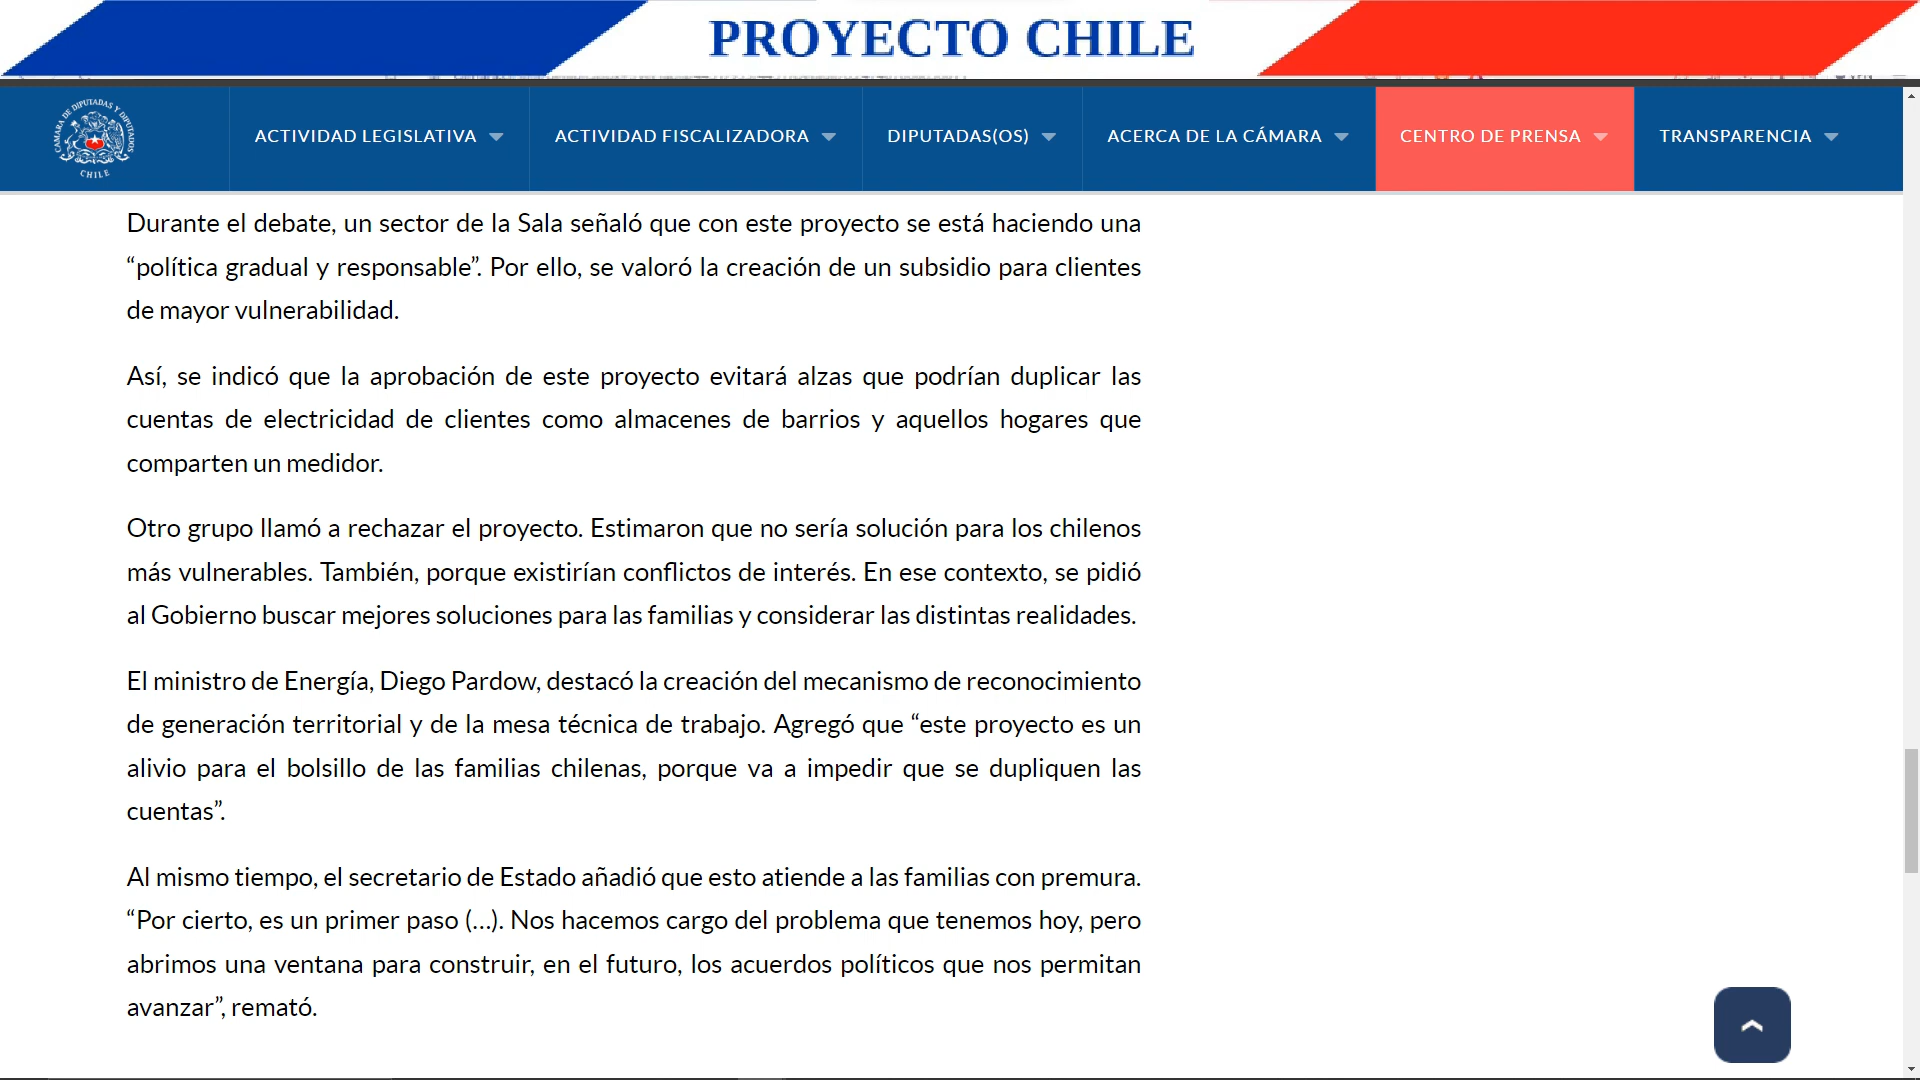 PROYECTO CHILE
CÁMARA DE DIPUTADAS Y DIPUTADOS
CHILE
ACTIVIDAD LEGISLATIVA
ACTIVIDAD FISCALIZADORA
DIPUTADAS(OS)
ACERCA DE LA CÁMARA
CENTRO DE PRENSA
TRANSPARENCIA
Durante el debate, un sector de la Sala señaló que con este proyecto se está haciendo una
“política gradual y responsable”. Por ello, se valoró la creación de un subsidio para clientes
de mayor vulnerabilidad.
Así, se indicó que la aprobación de este proyecto evitará alzas que podrían duplicar las
cuentas de electricidad de clientes como almacenes de barrios y aquellos hogares que
comparten un medidor.
Otro grupo llamó a rechazar el proyecto. Estimaron que no sería solución para los chilenos
más vulnerables. También, porque existirían conflictos de interés. En ese contexto, se pidió
al Gobierno buscar mejores soluciones para las familias y considerar las distintas realidades.
El ministro de Energía, Diego Pardow, destacó la creación del mecanismo de reconocimiento
de generación territorial y de la mesa técnica de trabajo. Agregó que “este proyecto es un
alivio para el bolsillo de las familias chilenas, porque va a impedir que se dupliquen las
cuentas”.
Al mismo tiempo, el secretario de Estado añadió que esto atiende a las familias con premura.
“Por cierto, es un primer paso (…). Nos hacemos cargo del problema que tenemos hoy, pero
abrimos una ventana para construir, en el futuro, los acuerdos políticos que nos permitan
avanzar”, remató.